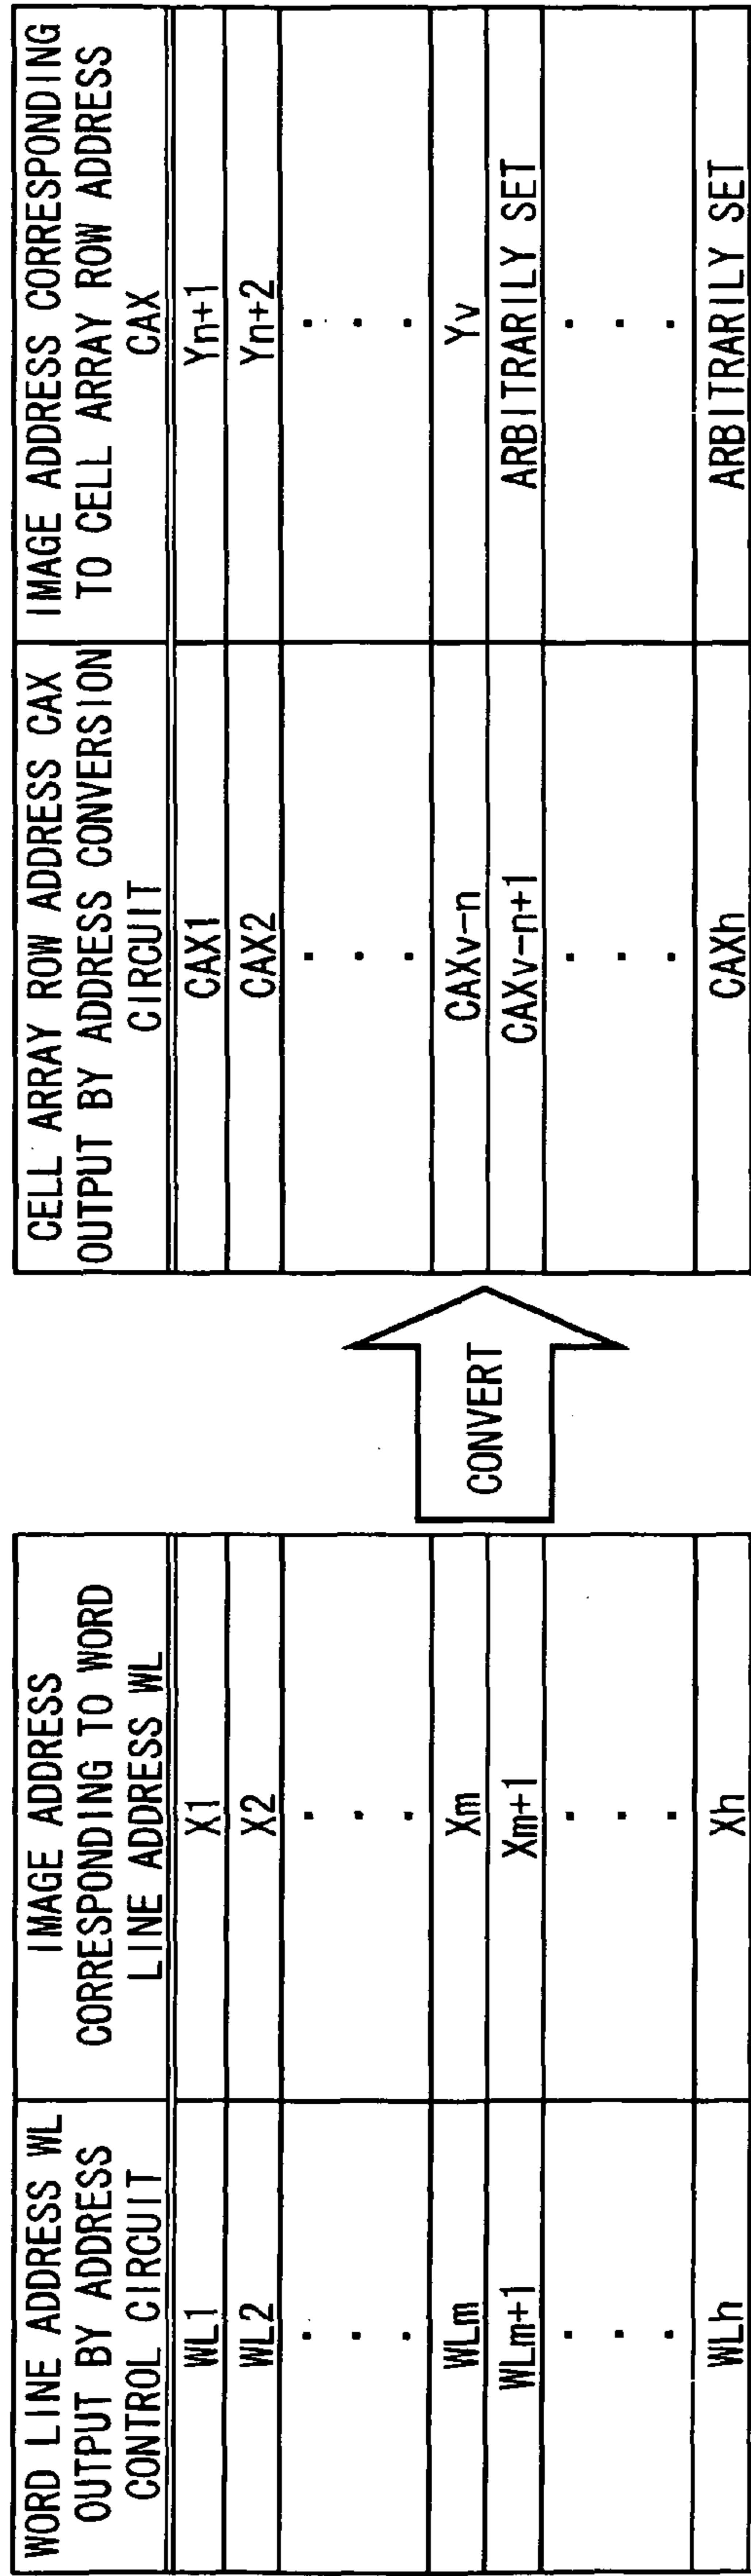 WORD LINE ADDRESS WL
OUTPUT BY ADDRESS
CONTROL CIRCUIT
IMAGE ADDRESS
CORRESPONDING TO WORD
LINE ADDRESS WL
WL1
X1
WL2
X2
WLm
Xm
WLm+1
Xm+1
WLh
Xh
CONVERT
CELL ARRAY ROW ADDRESS CAX
OUTPUT BY ADDRESS CONVERSION
CIRCUIT
IMAGE ADDRESS CORRESPONDING
TO CELL ARRAY ROW ADDRESS
CAX
CAX1
Yn+1
CAX2
Yn+2
CAXv-n
Yv
CAXv-n+1
ARBITRARILY SET
CAXh
ARBITRARILY SET